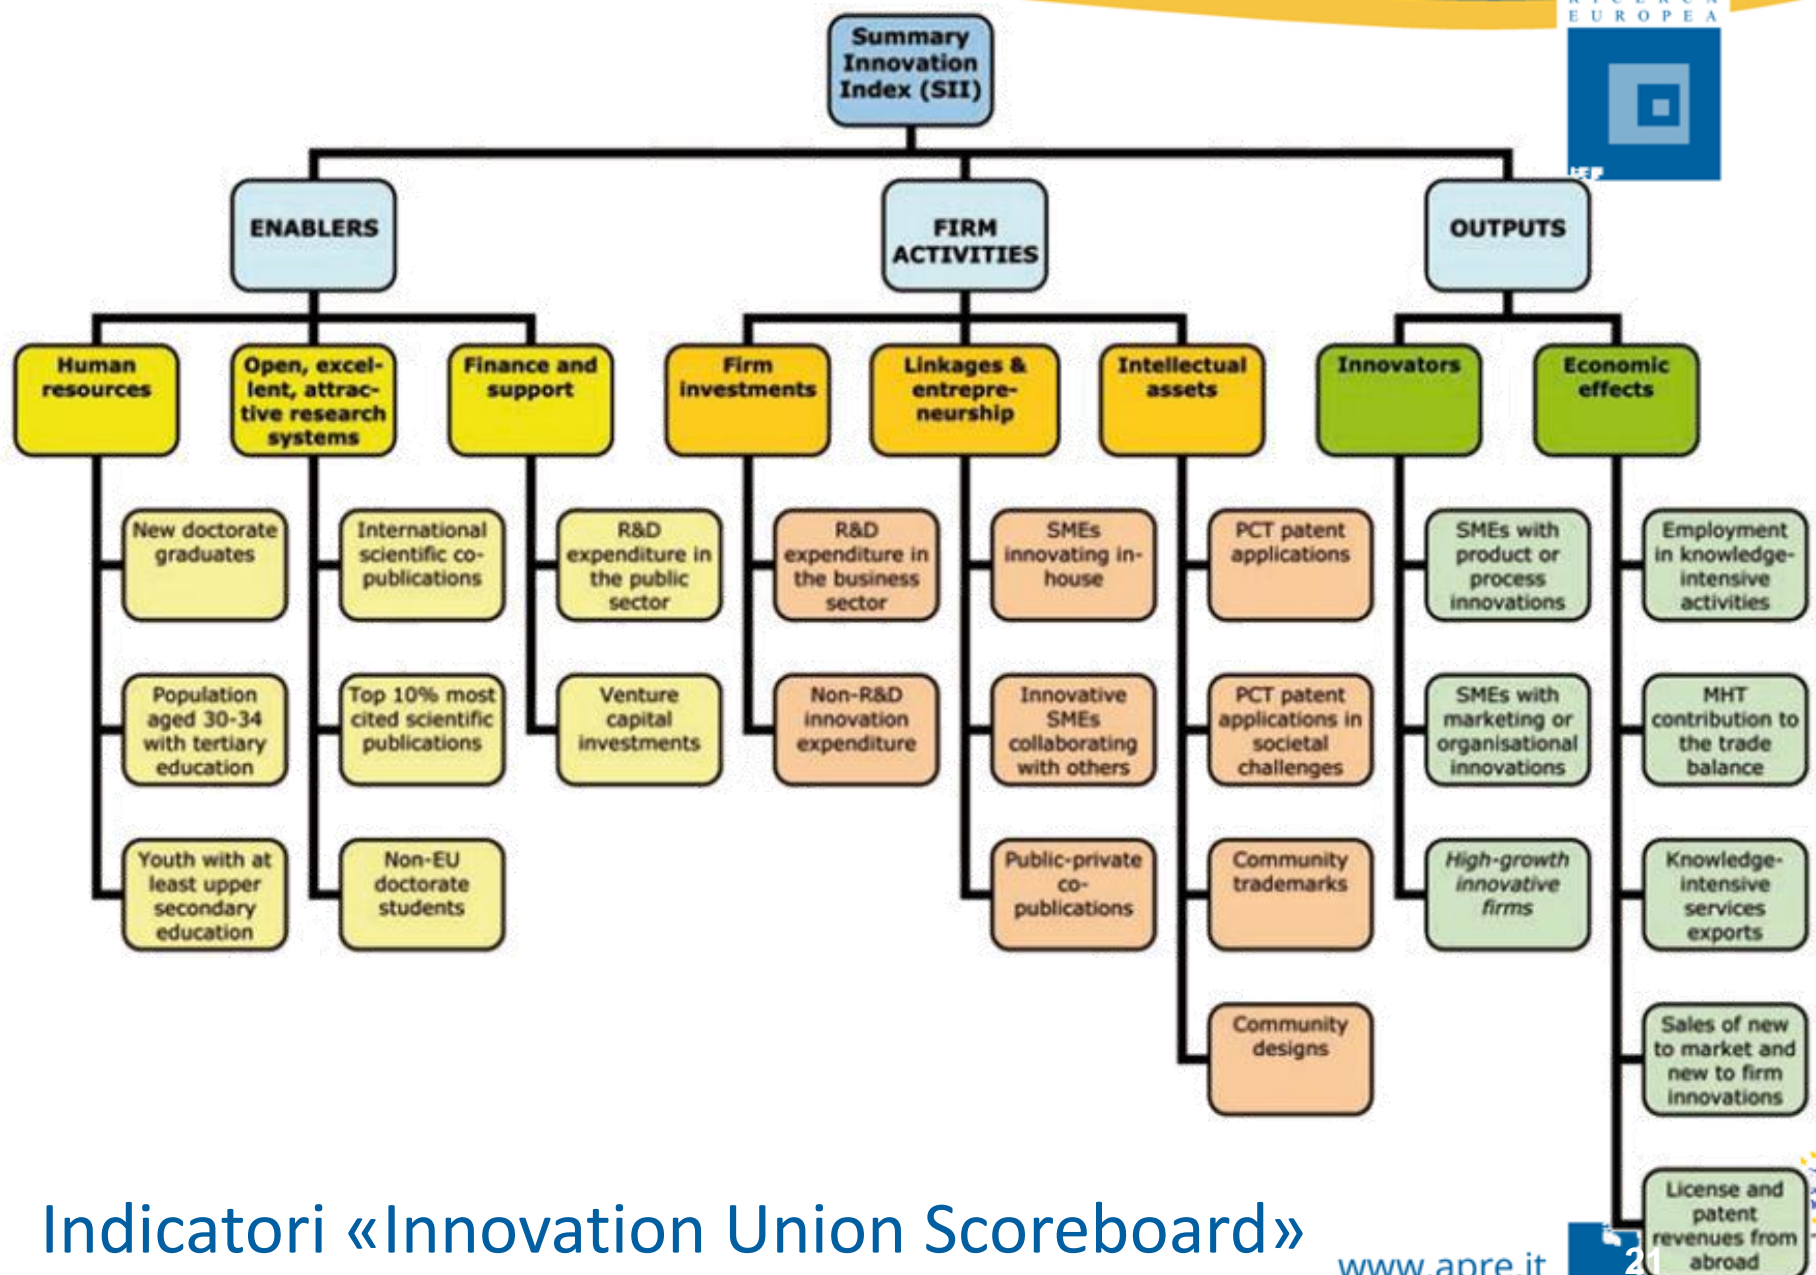 EUROPEA
Summary
Innovation
Index (SII)
ENABLERS
FIRM
ACTIVITIES
OUTPUTS
Human
resources
Open, excel-
lent, attrac-
tive research
systems
Finance and
support
Firm
investments
Linkages &
entrepre-
neurship
Intellectual
assets
Innovators
Economic
effects
New doctorate
graduates
International
scientific co-
publications
R&D
expenditure in
the public
sector
R&D
expenditure in
the business
sector
SMEs
innovating in-
house
PCT patent
applications
SMEs with
product or
process
innovations
Employment
in knowledge-
intensive
activities
Population
aged 30-34
with tertiary
education
Top 10% most
cited scientific
publications
Venture
capital
investments
Non-R&D
innovation
expenditure
Innovative
SMEs
collaborating
with others
PCT patent
applications in
societal
challenges
SMEs with
marketing or
organisational
innovations
MHT
contribution to
the trade
balance
Youth with at
least upper
secondary
education
Non-EU
doctorate
students
Public-private
co-
publications
Community
trademarks
High-growth
innovative
firms
Knowledge-
intensive
services
exports
Community
designs
Sales of new
to market and
new to firm
innovations
License and
patent
revenues from
abroad
Indicatori «Innovation Union Scoreboard»
www.apre.it
21